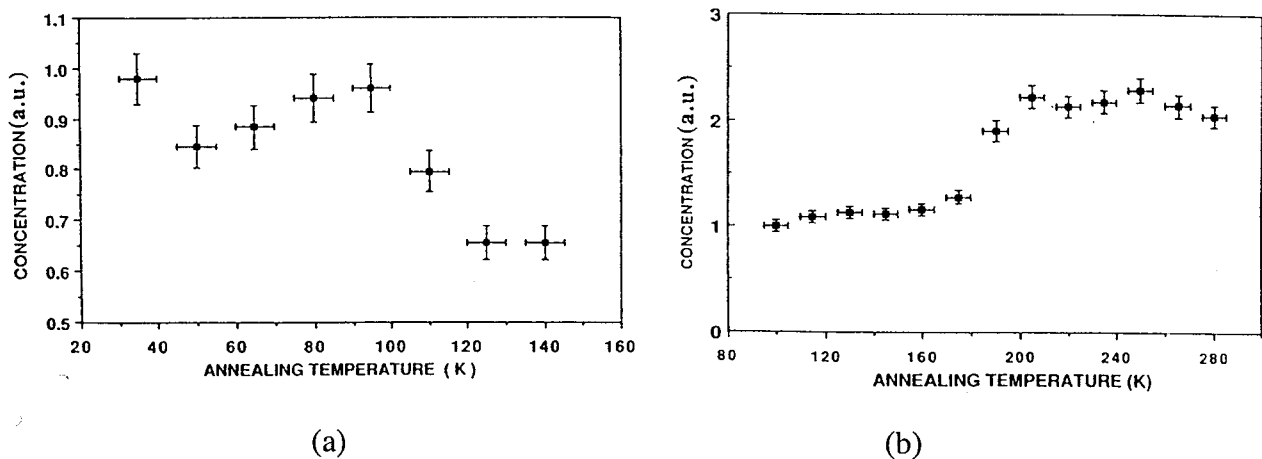 1.1
1.0
0.9
0.8
0.7
0.6
0.5
20 40 60 80 100 120 140 160
CONCENTRATION (a.u.)
ANNEALING TEMPERATURE ( K )
(a)
3
2
1
0
80 120 160 200 240 280
CONCENTRATION (a.u.)
ANNEALING TEMPERATURE (K)
(b)